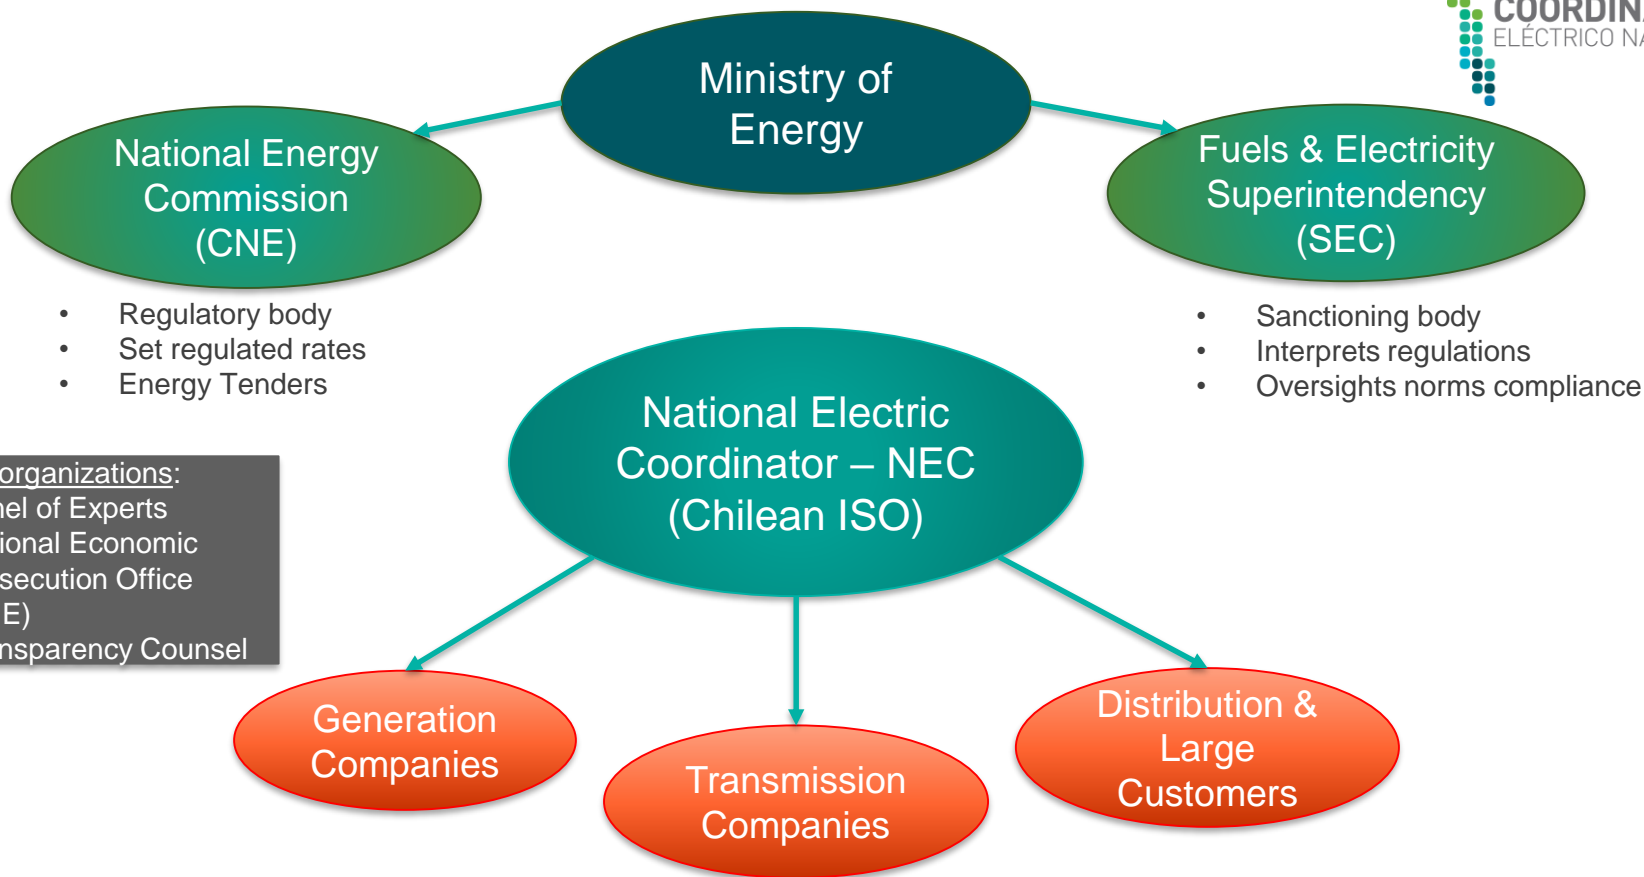 COORDINA
ELÉCTRICO NA
Ministry of
Energy
National Energy
Commission
(CNE)
Fuels & Electricity
Superintendency
(SEC)
• Regulatory body
• Set regulated rates
• Energy Tenders
• Sanctioning body
• Interprets regulations
• Oversights norms compliance
National Electric
Coordinator – NEC
(Chilean ISO)
organizations:
nel of Experts
ional Economic
secution Office
E)
nsparency Counsel
Generation
Companies
Transmission
Companies
Distribution &
Large
Customers